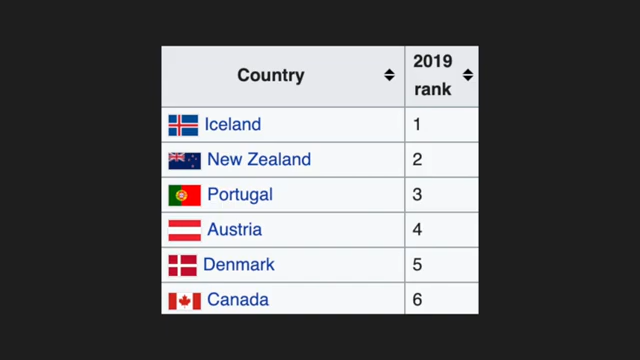 Country 2019 rank
Iceland 1
New Zealand 2
Portugal 3
Austria 4
Denmark 5
Canada 6